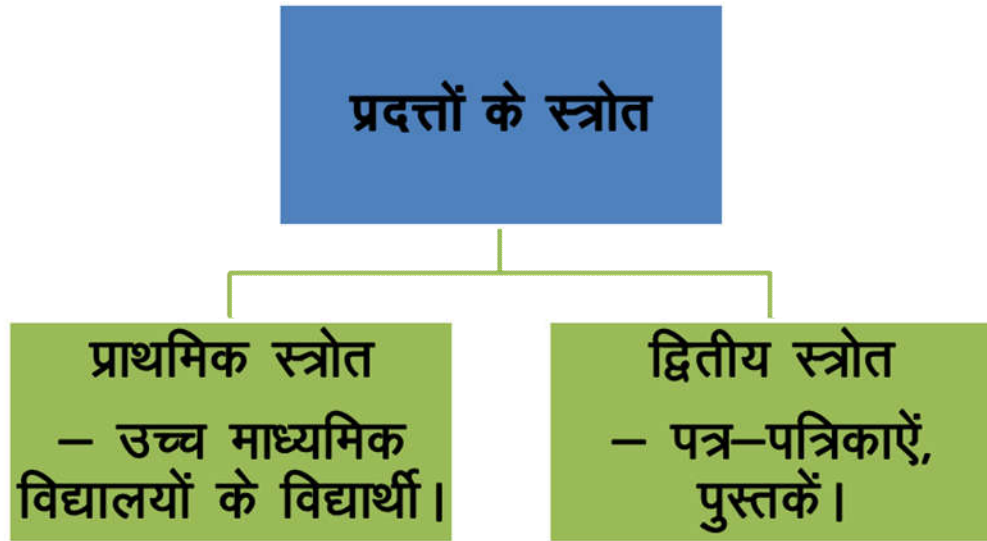 प्रदत्तों के स्त्रोत
प्राथमिक स्त्रोत
– उच्च माध्यमिक
विद्यालयों के विद्यार्थी।
द्वितीय स्त्रोत
– पत्र–पत्रिकाऐं,
पुस्तकें।